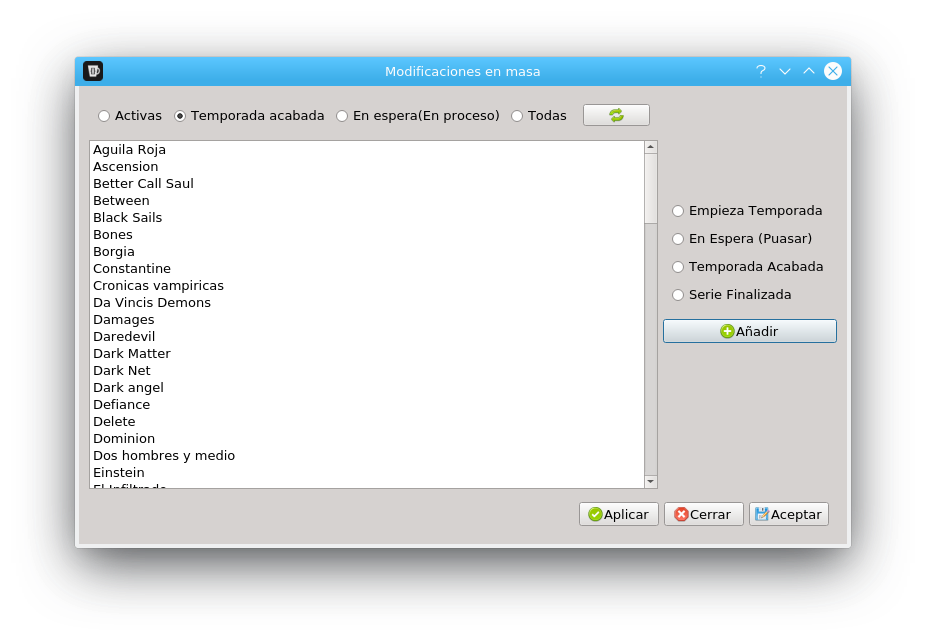 Modificaciones en masa
Activas Temporada acabada En espera(En proceso) Todas
Aguila Roja
Ascension
Better Call Saul
Between
Black Sails
Bones
Borgia
Constantine
Cronicas vampiricas
Da Vincis Demons
Damages
Daredevil
Dark Matter
Dark Net
Dark angel
Defiance
Delete
Dominion
Dos hombres y medio
Einstein
Empieza Temporada
En Espera (Puasar)
Temporada Acabada
Serie Finalizada
Añadir
Aplicar Cerrar Aceptar